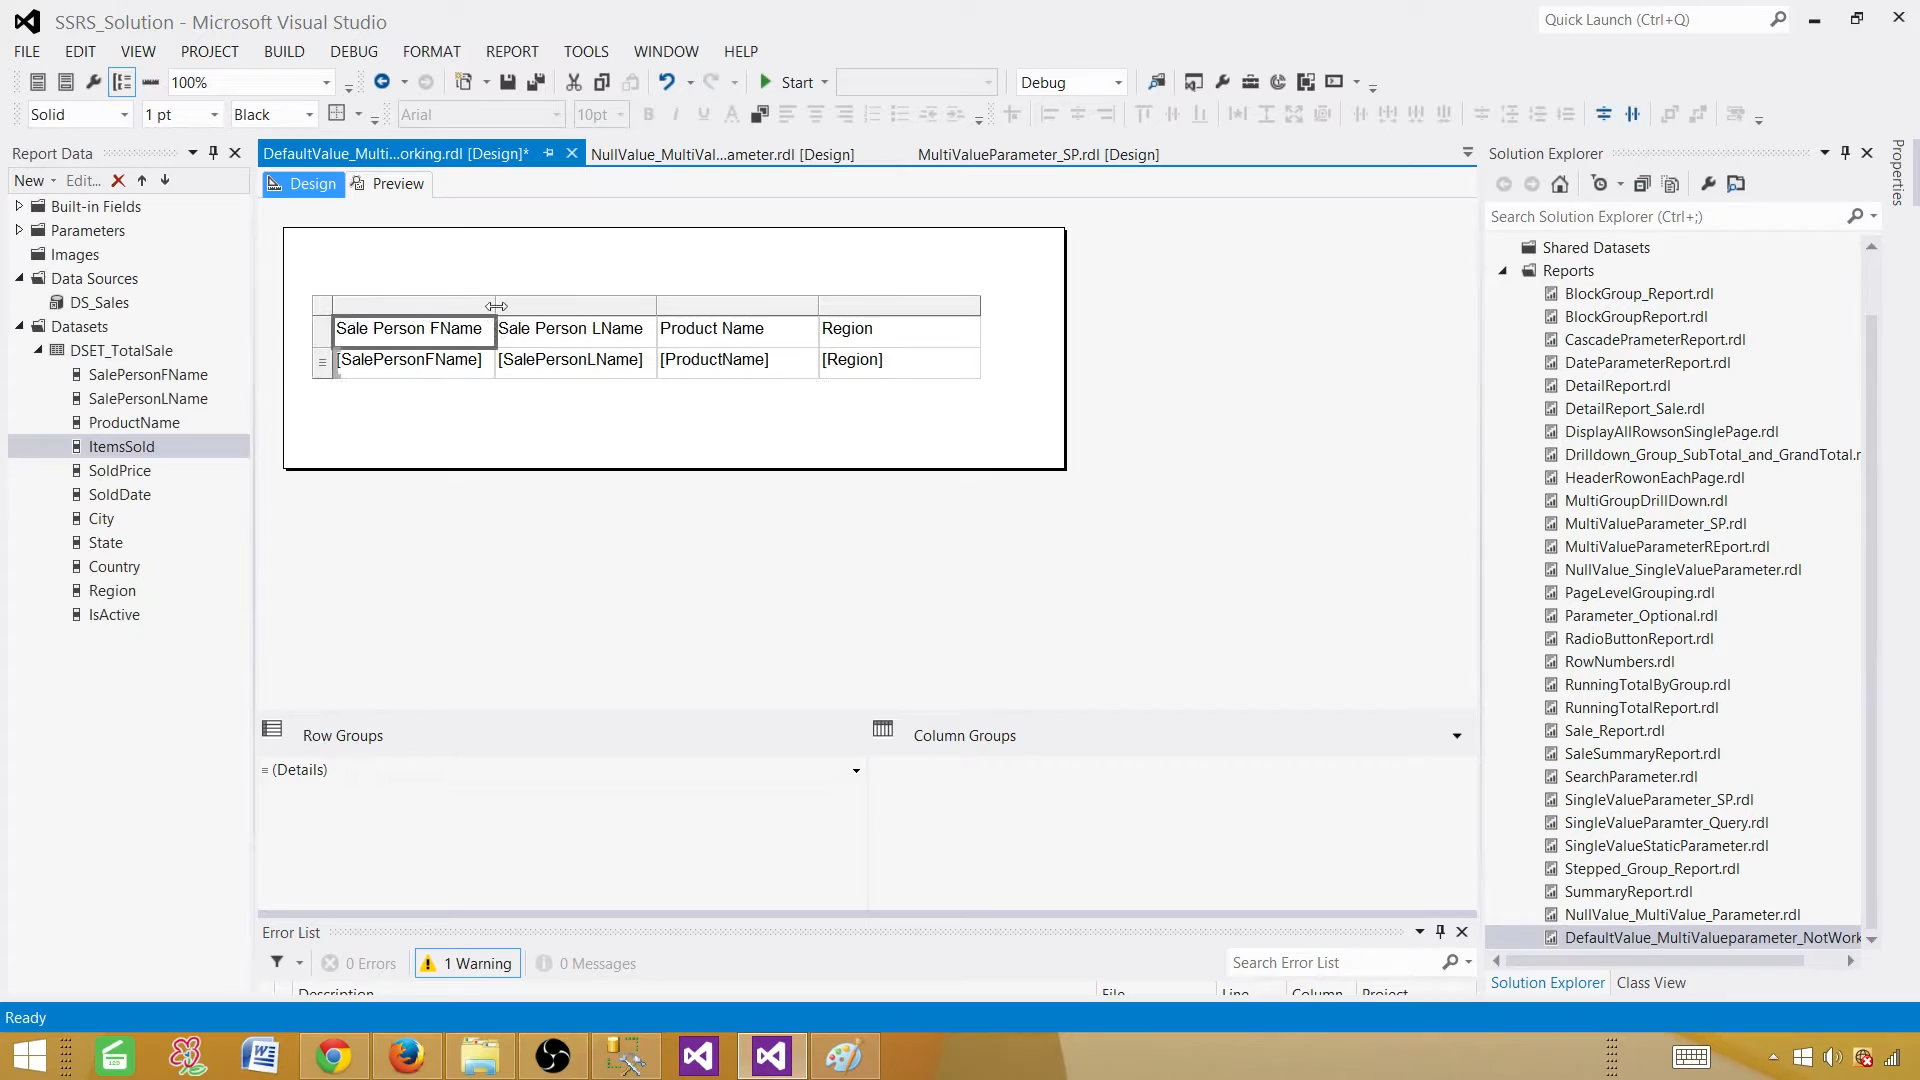 SSRS_Solution - Microsoft Visual Studio
Quick Launch (Ctrl+Q)
FILE EDIT VIEW PROJECT BUILD DEBUG FORMAT REPORT TOOLS WINDOW HELP
100% Start Debug
Solid 1 pt Black Arial 10pt
Report Data
New Edit...
Built-in Fields
Parameters
Images
Data Sources
DS_Sales
Datasets
DSET_TotalSale
SalePersonFName
SalePersonLName
ProductName
ItemsSold
SoldPrice
SoldDate
City
State
Country
Region
IsActive
DefaultValue_Multi...orking.rdl [Design]* NullValue_MultiVal...ameter.rdl [Design] MultiValueParameter_SP.rdl [Design]
Design Preview
Sale Person FName Sale Person LName Product Name Region
[SalePersonFName] [SalePersonLName] [ProductName] [Region]
Row Groups Column Groups
(Details)
Error List
0 Errors 1 Warning 0 Messages Search Error List
Description File Line Column Project
Solution Explorer
Search Solution Explorer (Ctrl+;)
Shared Datasets
Reports
BlockGroup_Report.rdl
BlockGroupReport.rdl
CascadePrameterReport.rdl
DateParameterReport.rdl
DetailReport.rdl
DetailReport_Sale.rdl
DisplayAllRowsonSinglePage.rdl
Drilldown_Group_SubTotal_and_GrandTotal.r
HeaderRowonEachPage.rdl
MultiGroupDrillDown.rdl
MultiValueParameter_SP.rdl
MultiValueParameterREport.rdl
NullValue_SingleValueParameter.rdl
PageLevelGrouping.rdl
Parameter_Optional.rdl
RadioButtonReport.rdl
RowNumbers.rdl
RunningTotalByGroup.rdl
RunningTotalReport.rdl
Sale_Report.rdl
SaleSummaryReport.rdl
SearchParameter.rdl
SingleValueParameter_SP.rdl
SingleValueParamter_Query.rdl
SingleValueStaticParameter.rdl
Stepped_Group_Report.rdl
SummaryReport.rdl
NullValue_MultiValue_Parameter.rdl
DefaultValue_MultiValueparameter_NotWork
Solution Explorer Class View
Properties
Ready